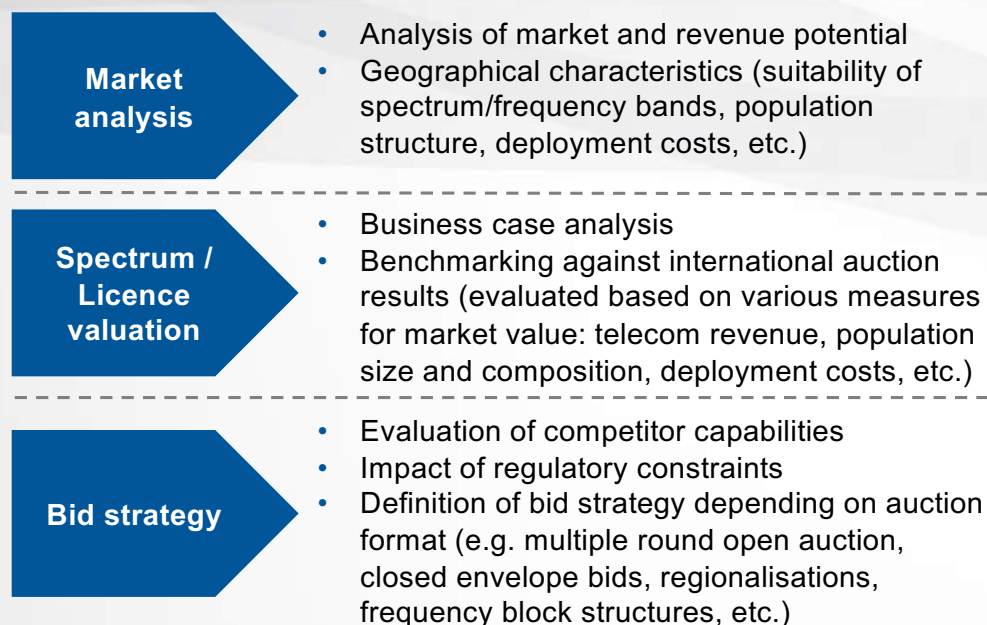 Market
analysis
• Analysis of market and revenue potential
• Geographical characteristics (suitability of
spectrum/frequency bands, population
structure, deployment costs, etc.)
Spectrum /
Licence
valuation
• Business case analysis
• Benchmarking against international auction
results (evaluated based on various measures
for market value: telecom revenue, population
size and composition, deployment costs, etc.)
Bid strategy
• Evaluation of competitor capabilities
• Impact of regulatory constraints
• Definition of bid strategy depending on auction
format (e.g. multiple round open auction,
closed envelope bids, regionalisations,
frequency block structures, etc.)